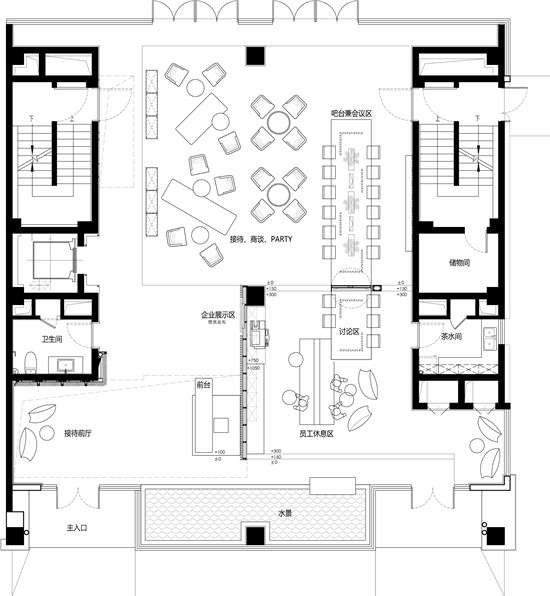 下
上
上
下
吧台兼会议区
接待、商谈、PARTY
储物间
±0
+150
+300
±0
+150
+300
企业展示区
卫生间
讨论区
茶水间
+750
+1050
前台
接待前厅
员工休息区
+100
±0
+300
+150
±0
水景
主入口